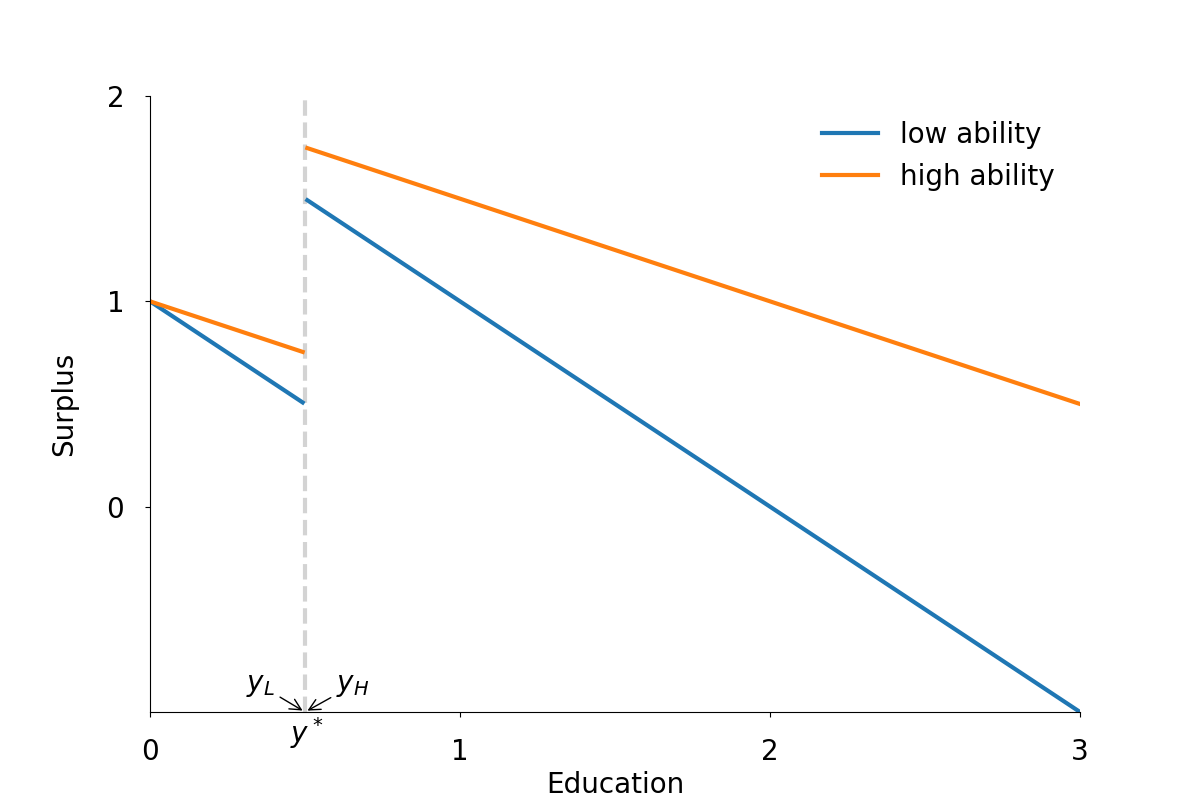 2
low ability
high ability
1
Surplus
0
y_L
y_H
y*
0 1 2 3
Education